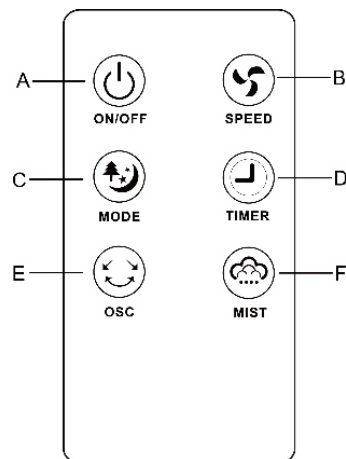 A B
ON/OFF SPEED
C D
MODE TIMER
E F
OSC MIST